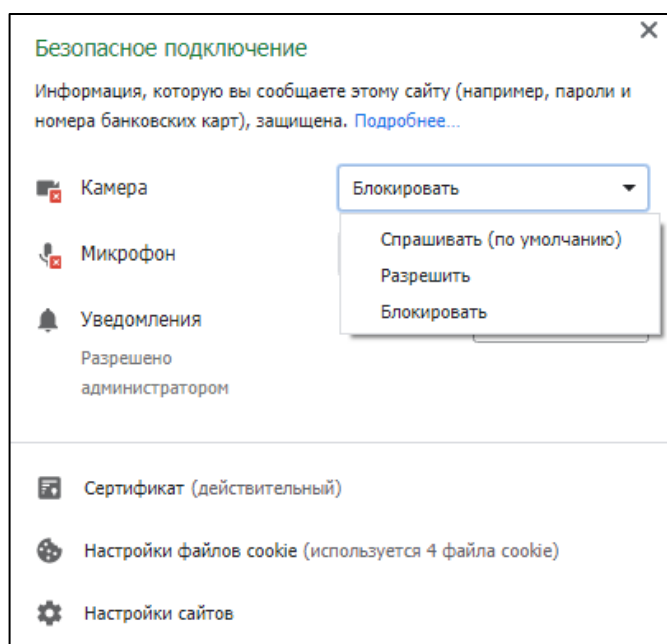 Безопасное подключение
Информация, которую вы сообщаете этому сайту (например, пароли и
номера банковских карт), защищена. Подробнее...
Камера
Блокировать
Спрашивать (по умолчанию)
Микрофон
Разрешить
Блокировать
Уведомления
Разрешено
администратором
Сертификат (действительный)
Настройки файлов cookie (используется 4 файла cookie)
Настройки сайтов